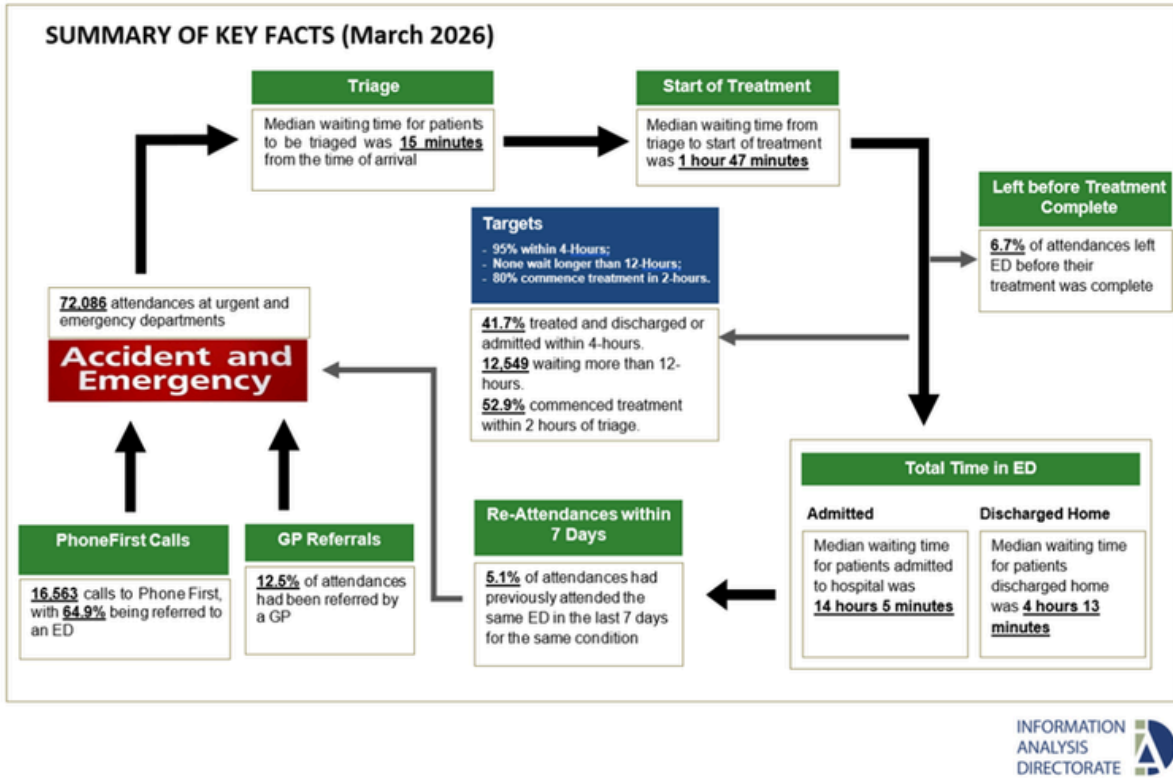 SUMMARY OF KEY FACTS (March 2026)
Triage
Median waiting time for patients
to be triaged was 15 minutes
from the time of arrival
Start of Treatment
Median waiting time from
triage to start of treatment
was 1 hour 47 minutes
Left before Treatment
Complete
6.7% of attendances left
ED before their
treatment was complete
Targets
- 95% within 4-Hours;
- None wait longer than 12-Hours;
- 80% commence treatment in 2-hours.
41.7% treated and discharged or
admitted within 4-hours.
12,549 waiting more than 12-
hours.
52.9% commenced treatment
within 2 hours of triage.
72,086 attendances at urgent and
emergency departments
Accident and
Emergency
PhoneFirst Calls
16,563 calls to Phone First,
with 64.9% being referred to
an ED
GP Referrals
12.5% of attendances
had been referred by
a GP
Re-Attendances within
7 Days
5.1% of attendances had
previously attended the
same ED in the last 7 days
for the same condition
Total Time in ED
Admitted
Median waiting time
for patients admitted
to hospital was
14 hours 5 minutes
Discharged Home
Median waiting time
for patients
discharged home
was 4 hours 13
minutes
INFORMATION
ANALYSIS
DIRECTORATE